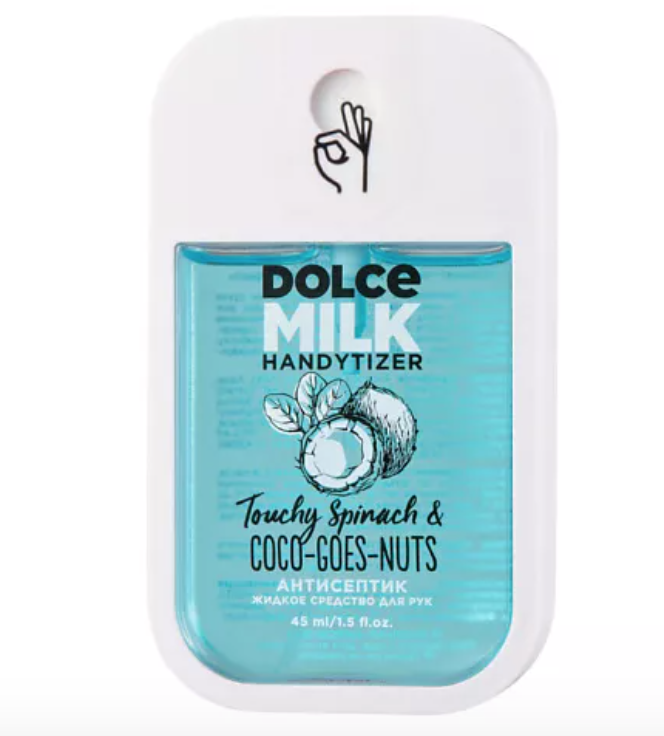 DOLCE
MILK
HANDYTIZER
Touchy Spinach &
COCO-GOES-NUTS
АНТИСЕПТИК
ЖИДКОЕ СРЕДСТВО ДЛЯ РУК
45 ml/1.5 fl.oz.